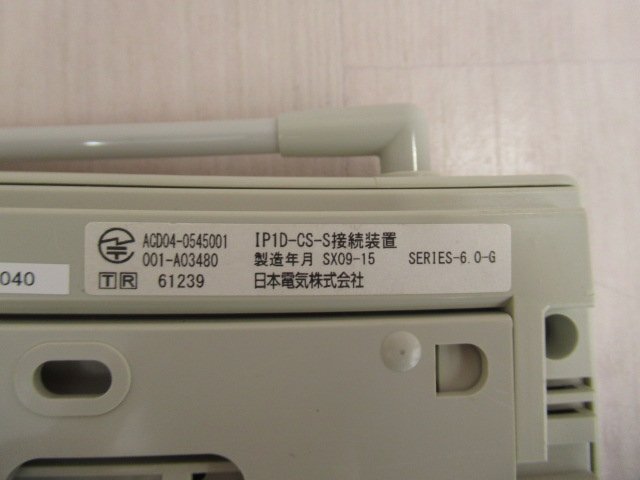 ACD04-0545001
IP1D-CS-S接続装置
001-A03480
製造年月 SX09-15 SERIES-6.0-G
TR 61239
日本電気株式会社
040